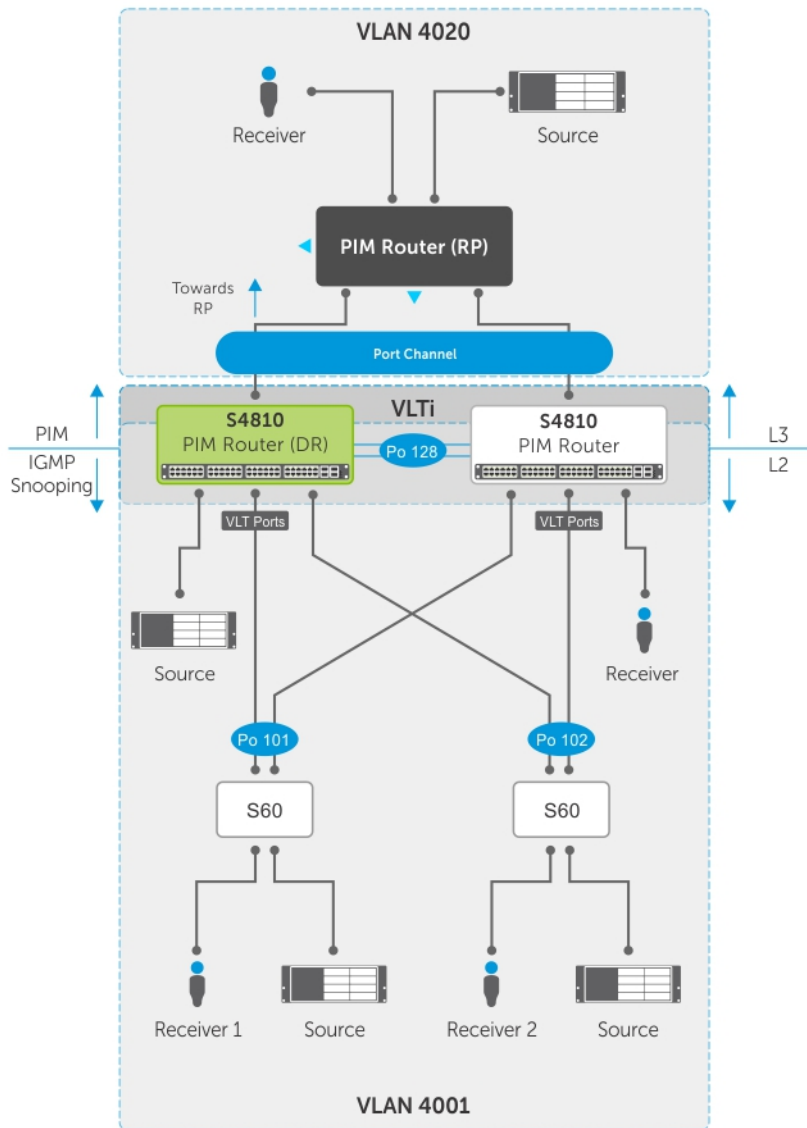 VLAN 4020
Receiver
Source
PIM Router (RP)
Towards
RP
Port Channel
VLTi
S4810
PIM Router (DR)
Po 128
S4810
PIM Router
PIM
IGMP
Snooping
L3
L2
VLT Ports
VLT Ports
Source
Receiver
Po 101
Po 102
S60
S60
Receiver 1
Source
Receiver 2
Source
VLAN 4001